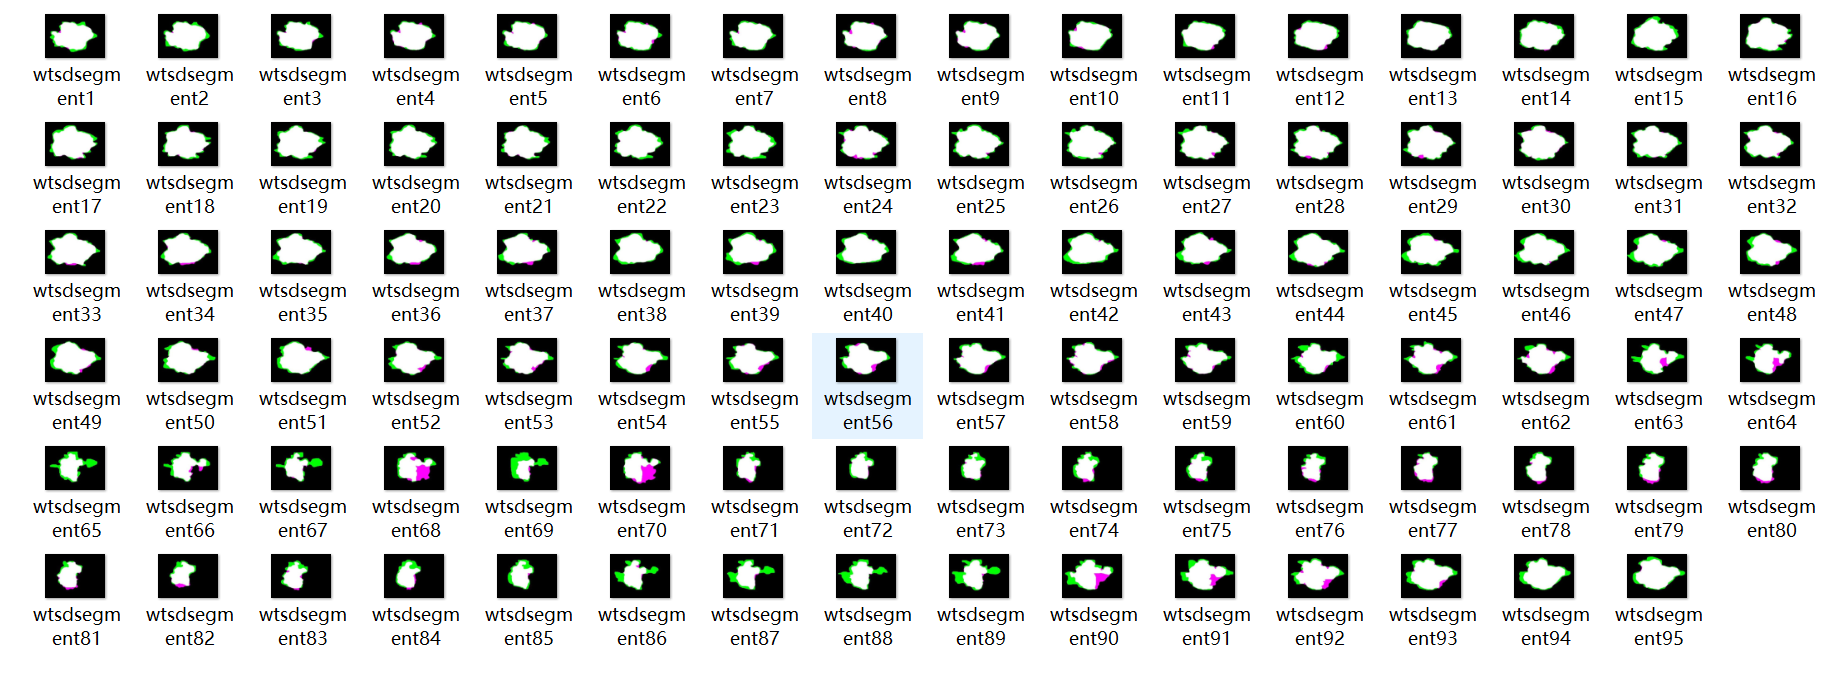 wtsdsegm wtsdsegm wtsdsegm wtsdsegm wtsdsegm wtsdsegm wtsdsegm wtsdsegm wtsdsegm wtsdsegm wtsdsegm wtsdsegm wtsdsegm wtsdsegm wtsdsegm wtsdsegm
ent1 ent2 ent3 ent4 ent5 ent6 ent7 ent8 ent9 ent10 ent11 ent12 ent13 ent14 ent15 ent16
wtsdsegm wtsdsegm wtsdsegm wtsdsegm wtsdsegm wtsdsegm wtsdsegm wtsdsegm wtsdsegm wtsdsegm wtsdsegm wtsdsegm wtsdsegm wtsdsegm wtsdsegm wtsdsegm
ent17 ent18 ent19 ent20 ent21 ent22 ent23 ent24 ent25 ent26 ent27 ent28 ent29 ent30 ent31 ent32
wtsdsegm wtsdsegm wtsdsegm wtsdsegm wtsdsegm wtsdsegm wtsdsegm wtsdsegm wtsdsegm wtsdsegm wtsdsegm wtsdsegm wtsdsegm wtsdsegm wtsdsegm wtsdsegm
ent33 ent34 ent35 ent36 ent37 ent38 ent39 ent40 ent41 ent42 ent43 ent44 ent45 ent46 ent47 ent48
wtsdsegm wtsdsegm wtsdsegm wtsdsegm wtsdsegm wtsdsegm wtsdsegm wtsdsegm wtsdsegm wtsdsegm wtsdsegm wtsdsegm wtsdsegm wtsdsegm wtsdsegm wtsdsegm
ent49 ent50 ent51 ent52 ent53 ent54 ent55 ent56 ent57 ent58 ent59 ent60 ent61 ent62 ent63 ent64
wtsdsegm wtsdsegm wtsdsegm wtsdsegm wtsdsegm wtsdsegm wtsdsegm wtsdsegm wtsdsegm wtsdsegm wtsdsegm wtsdsegm wtsdsegm wtsdsegm wtsdsegm wtsdsegm
ent65 ent66 ent67 ent68 ent69 ent70 ent71 ent72 ent73 ent74 ent75 ent76 ent77 ent78 ent79 ent80
wtsdsegm wtsdsegm wtsdsegm wtsdsegm wtsdsegm wtsdsegm wtsdsegm wtsdsegm wtsdsegm wtsdsegm wtsdsegm wtsdsegm wtsdsegm wtsdsegm wtsdsegm
ent81 ent82 ent83 ent84 ent85 ent86 ent87 ent88 ent89 ent90 ent91 ent92 ent93 ent94 ent95